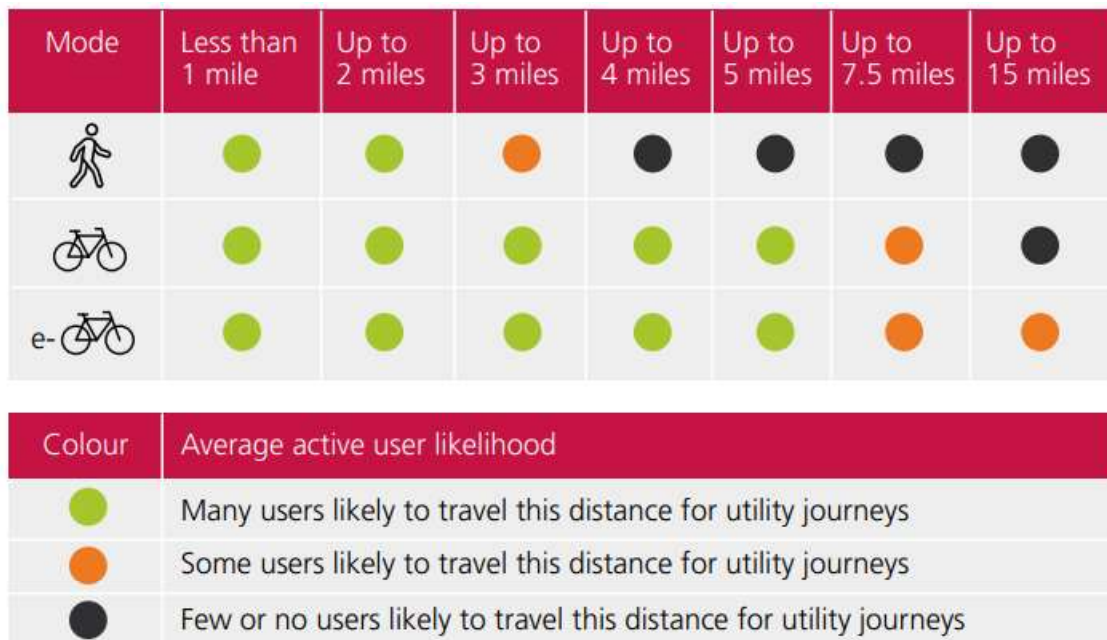 Mode Less than 1 mile Up to 2 miles Up to 3 miles Up to 4 miles Up to 5 miles Up to 7.5 miles Up to 15 miles
e-
Colour Average active user likelihood
Many users likely to travel this distance for utility journeys
Some users likely to travel this distance for utility journeys
Few or no users likely to travel this distance for utility journeys